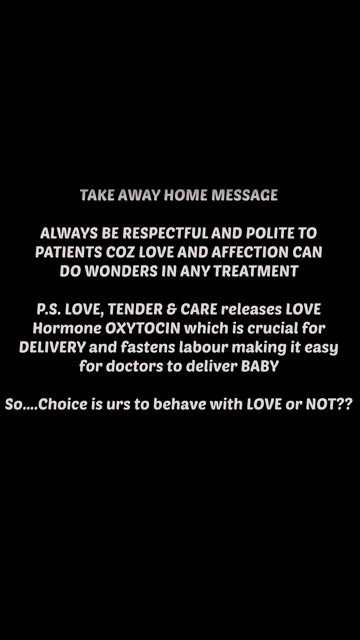 TAKE AWAY HOME MESSAGE
ALWAYS BE RESPECTFUL AND POLITE TO
PATIENTS COZ LOVE AND AFFECTION CAN
DO WONDERS IN ANY TREATMENT
P.S. LOVE, TENDER & CARE releases LOVE
Hormone OXYTOCIN which is crucial for
DELIVERY and fastens labour making it easy
for doctors to deliver BABY
So....Choice is urs to behave with LOVE or NOT??